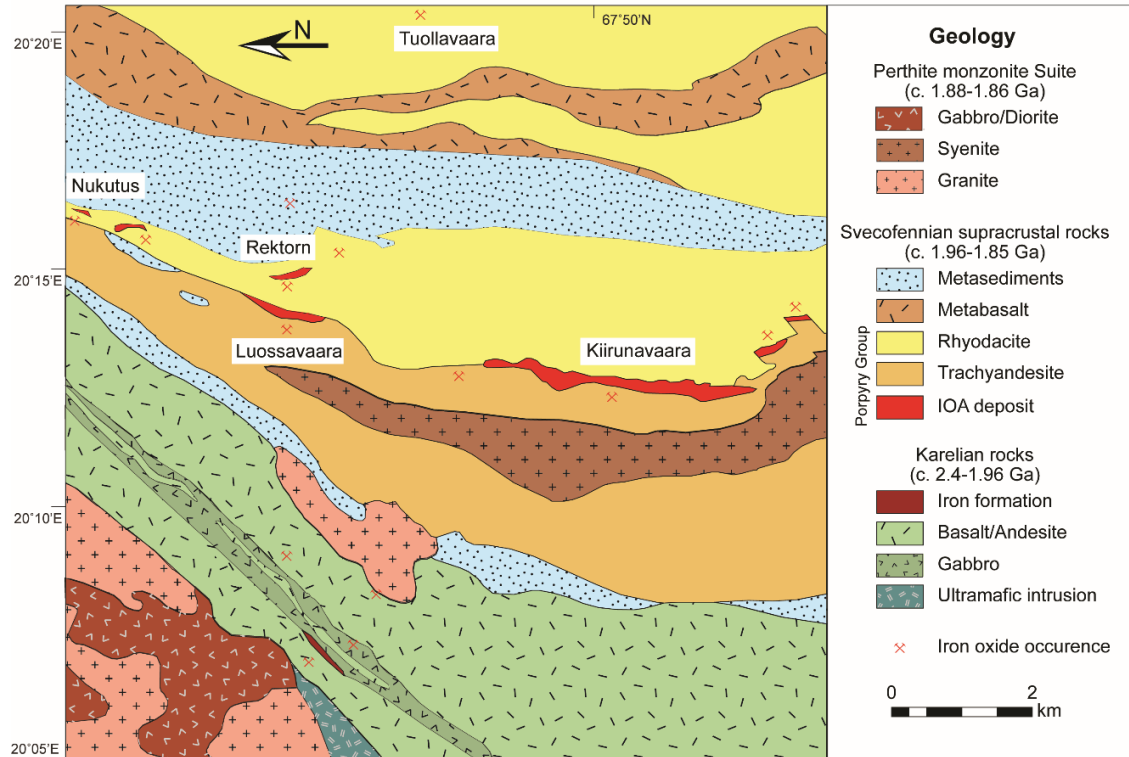 20°20'E
N
Tuollavaara
67°50'N
Nukutus
Rektorn
20°15'E
Luossavaara
Kiirunavaara
20°10'E
20°05'E
Geology
Perthite monzonite Suite
(c. 1.88-1.86 Ga)
Gabbro/Diorite
Syenite
Granite
Svecofennian supracrustal rocks
(c. 1.96-1.85 Ga)
Metasediments
Metabasalt
Rhyodacite
Trachyandesite
IOA deposit
Porpyry Group
Karelian rocks
(c. 2.4-1.96 Ga)
Iron formation
Basalt/Andesite
Gabbro
Ultramafic intrusion
Iron oxide occurence
0 2
km